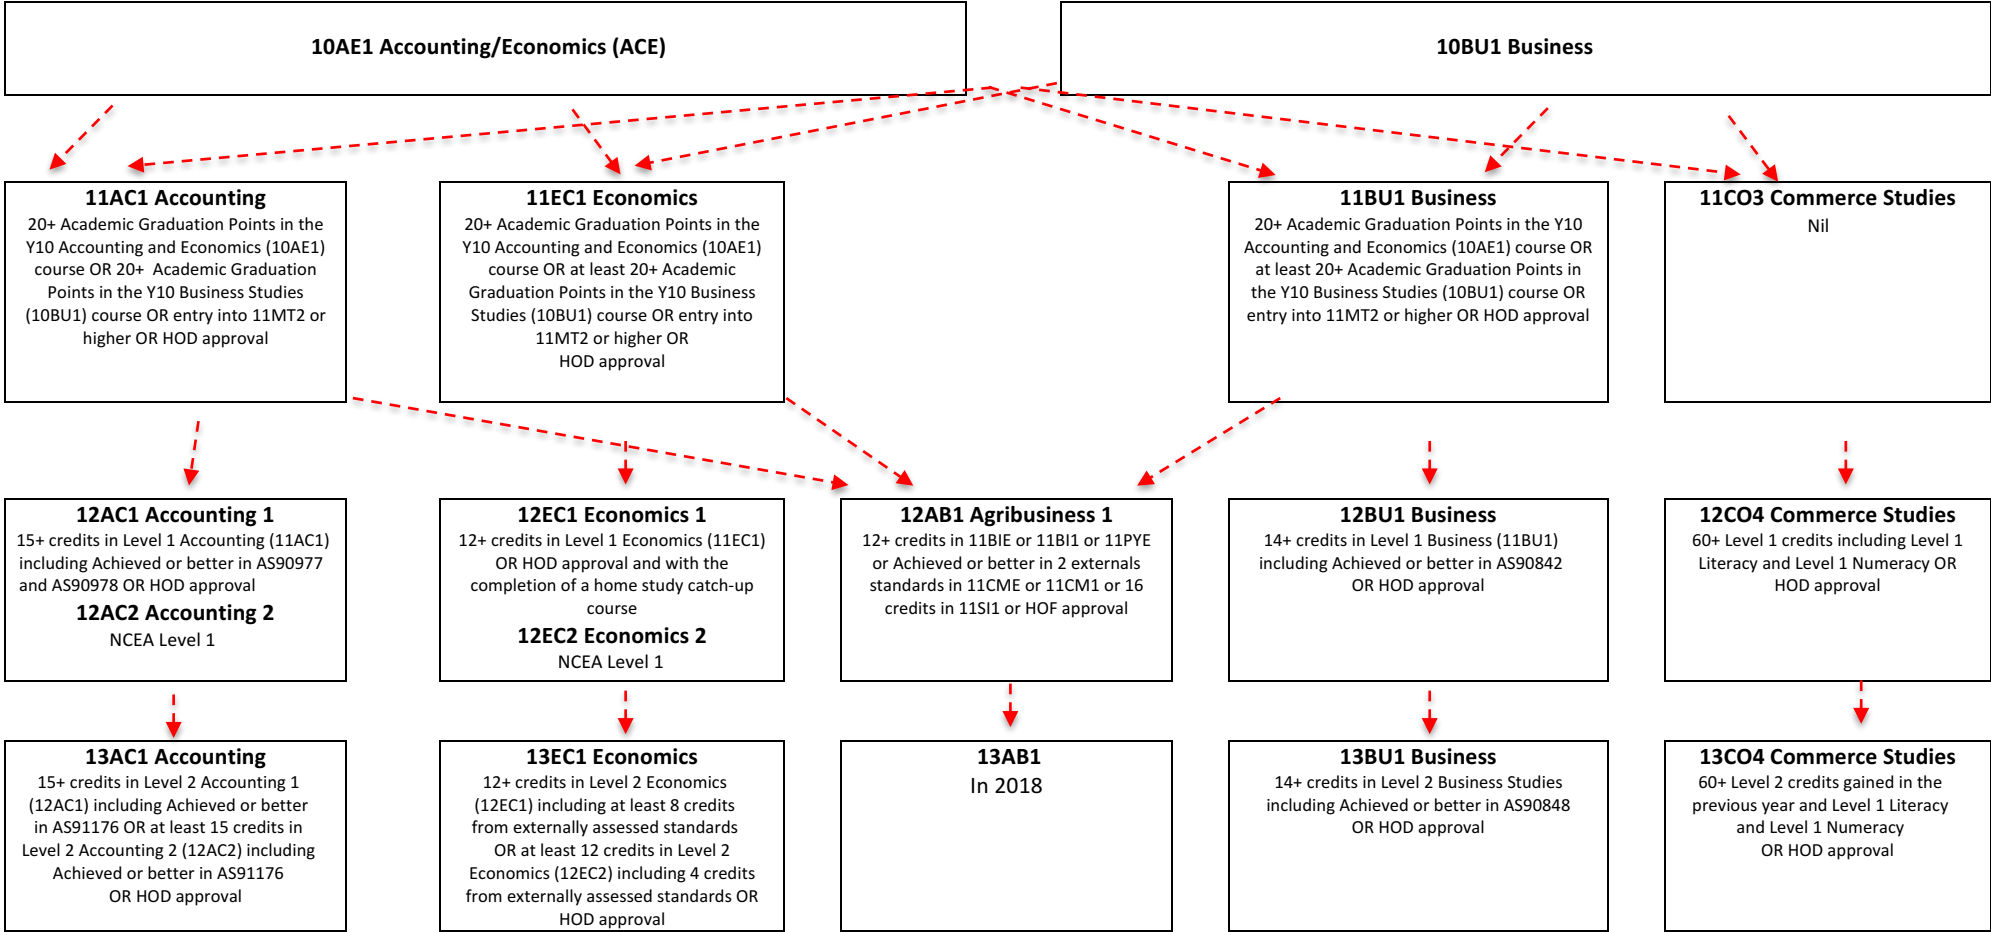 10AE1 Accounting/Economics (ACE)
10BU1 Business
11AC1 Accounting
20+ Academic Graduation Points in the
Y10 Accounting and Economics (10AE1)
course OR 20+  Academic Graduation
Points in the Y10 Business Studies
(10BU1) course OR entry into 11MT2 or
higher OR HOD approval
11EC1 Economics
20+ Academic Graduation Points in the
Y10 Accounting and Economics (10AE1)
course OR at least 20+ Academic
Graduation Points in the Y10 Business
Studies (10BU1) course OR entry into
11MT2 or higher OR
HOD approval
11BU1 Business
20+ Academic Graduation Points in the Y10
Accounting and Economics (10AE1) course OR
at least 20+ Academic Graduation Points in
the Y10 Business Studies (10BU1) course OR
entry into 11MT2 or higher OR HOD approval
11CO3 Commerce Studies
Nil
12AC1 Accounting 1
15+ credits in Level 1 Accounting (11AC1)
including Achieved or better in AS90977
and AS90978 OR HOD approval
12AC2 Accounting 2
NCEA Level 1
12EC1 Economics 1
12+ credits in Level 1 Economics (11EC1)
OR HOD approval and with the
completion of a home study catch-up
course
12EC2 Economics 2
NCEA Level 1
12AB1 Agribusiness 1
12+ credits in 11BIE or 11BI1 or 11PYE
or Achieved or better in 2 externals
standards in 11CME or 11CM1 or 16
credits in 11SI1 or HOF approval
12BU1 Business
14+ credits in Level 1 Business (11BU1)
including Achieved or better in AS90842
OR HOD approval
12CO4 Commerce Studies
60+ Level 1 credits including Level 1
Literacy and Level 1 Numeracy OR
HOD approval
13AC1 Accounting
15+ credits in Level 2 Accounting 1
(12AC1) including Achieved or better
in AS91176 OR at least 15 credits in
Level 2 Accounting 2 (12AC2) including
Achieved or better in AS91176
OR HOD approval
13EC1 Economics
12+ credits in Level 2 Economics
(12EC1) including at least 8 credits
from externally assessed standards
OR at least 12 credits in Level 2
Economics (12EC2) including 4 credits
from externally assessed standards OR
HOD approval
13AB1
In 2018
13BU1 Business
14+ credits in Level 2 Business Studies
including Achieved or better in AS90848
OR HOD approval
13CO4 Commerce Studies
60+ Level 2 credits gained in the
previous year and Level 1 Literacy
and Level 1 Numeracy
OR HOD approval